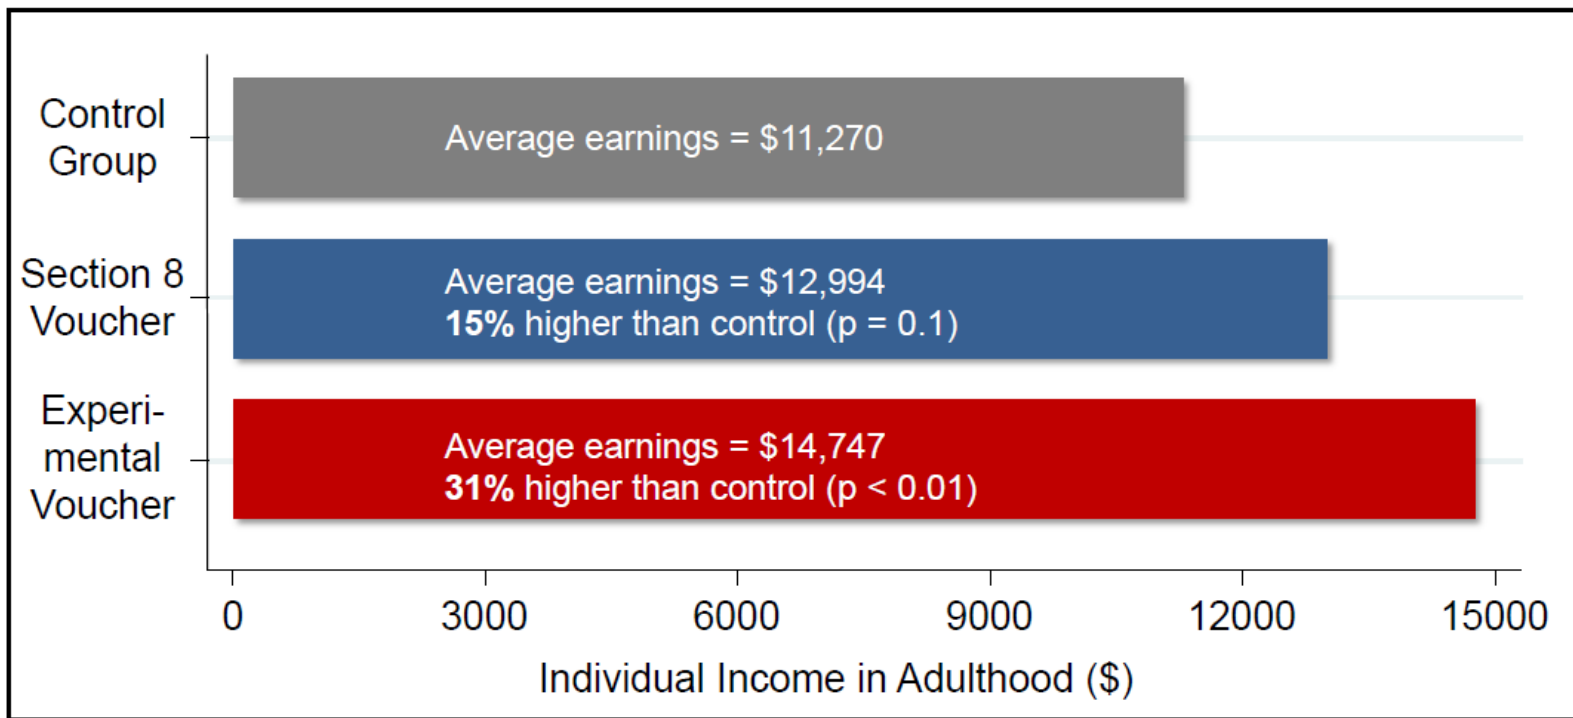 Control
Group
Average earnings = $11,270
Section 8
Voucher
Average earnings = $12,994
15% higher than control (p = 0.1)
Experi-
mental
Voucher
Average earnings = $14,747
31% higher than control (p < 0.01)
0 3000 6000 9000 12000 15000
Individual Income in Adulthood ($)